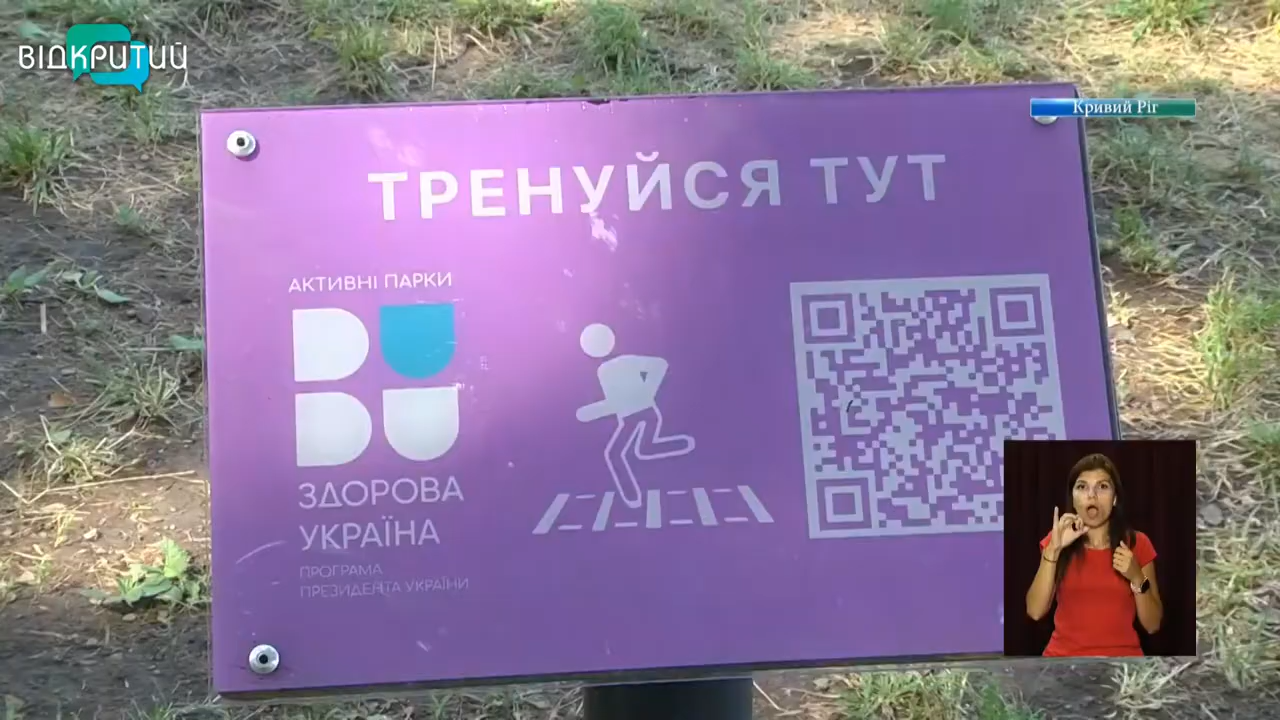 ВІДКРИТИЙ
Кривий Ріг
ТРЕНУЙСЯ ТУТ
АКТИВНІ ПАРКИ
ЗДОРОВА
УКРАЇНА
ПРОГРАМА
ПРЕЗИДЕНТА УКРАЇНИ